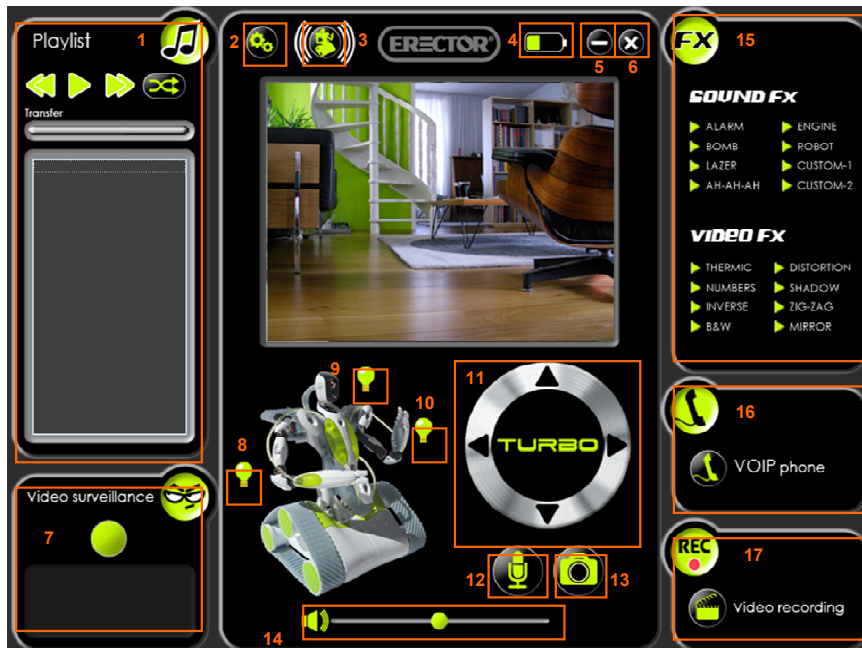 Playlist 1
Transfer
Video surveillance
7
2 3 ERECTOR 4
5 6
9
10
8
11
TURBO
12 13
14
FX 15
SOUND FX
ALARM ENGINE
BOMB ROBOT
LAZER CUSTOM-1
AH-AH-AH CUSTOM-2
VIDEO FX
THERMIC DISTORTION
NUMBERS SHADOW
INVERSE ZIG-ZAG
B&W MIRROR
16
VOIP phone
REC 17
Video recording